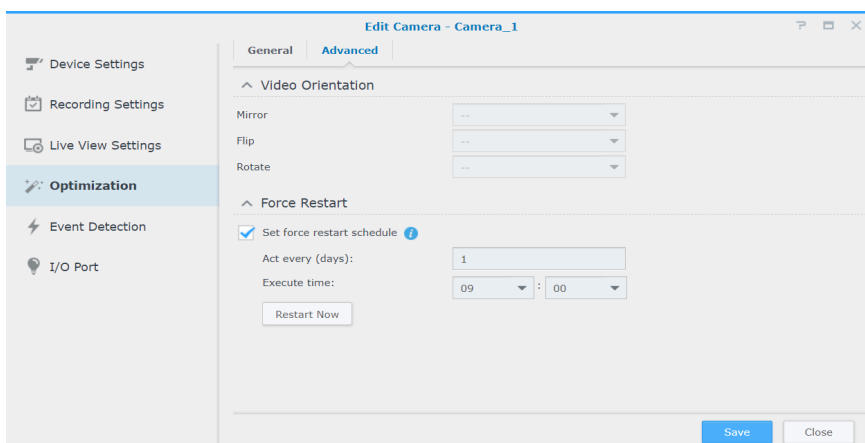 Edit Camera - Camera_1
General Advanced
Device Settings
Recording Settings
Live View Settings
Optimization
Event Detection
I/O Port
Video Orientation
Mirror --
Flip --
Rotate --
Force Restart
Set force restart schedule i
Act every (days): 1
Execute time: 09 : 00
Restart Now
Save Close